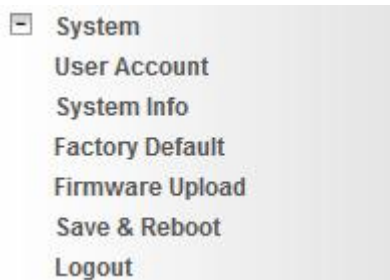 System
User Account
System Info
Factory Default
Firmware Upload
Save & Reboot
Logout